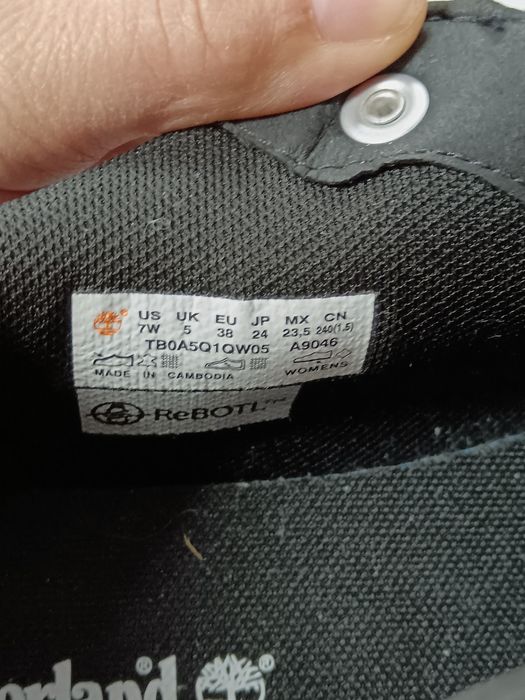 US UK EU JP MX CN
7W 5 38 24 23,5 240(1.5)
TB0A5Q1QW05 A9046
MADE IN CAMBODIA WOMENS
ReBOTL™
®